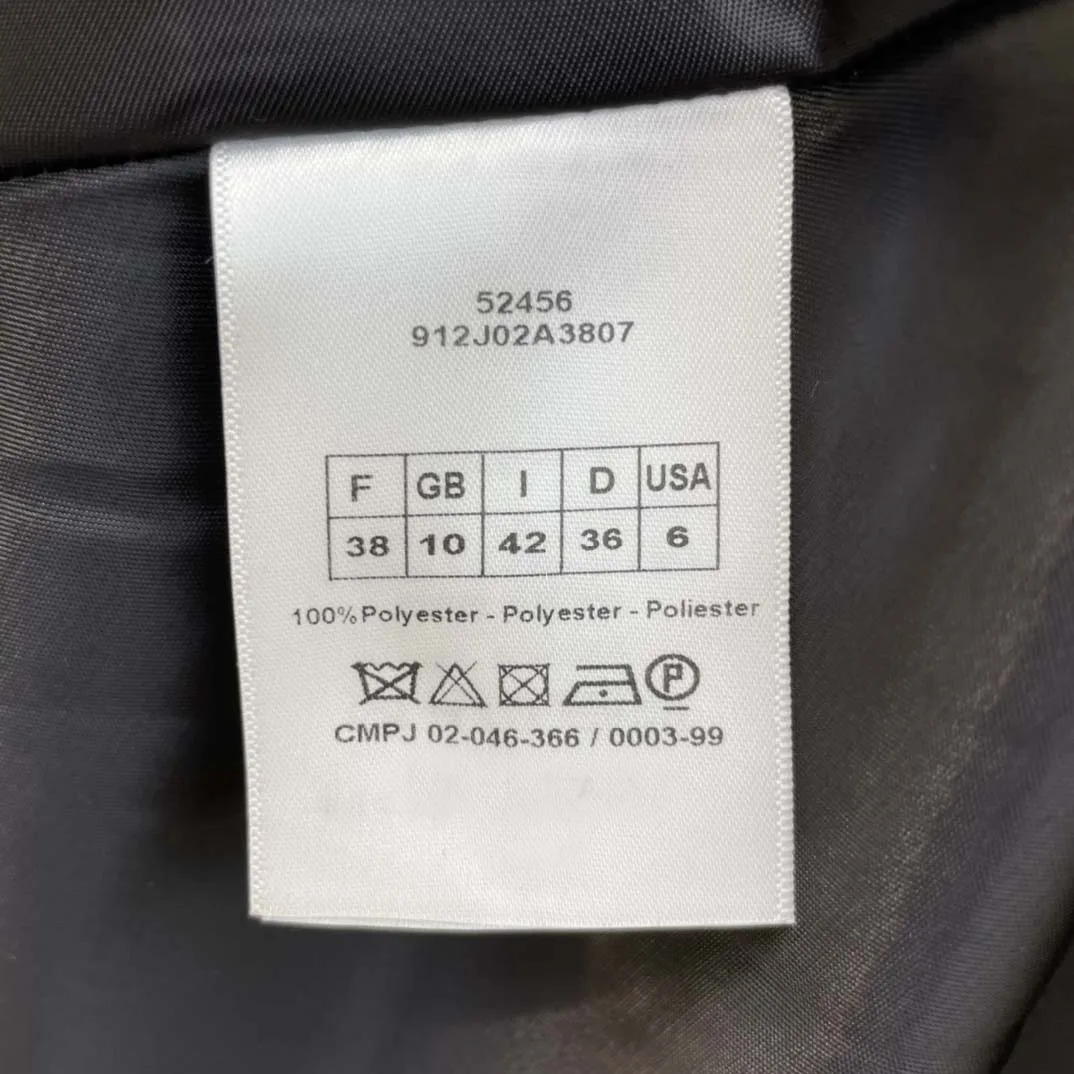 52456
912J02A3807
F GB I D USA
38 10 42 36 6
100% Polyester - Polyester - Poliester
P
CMPJ 02-046-366 / 0003-99